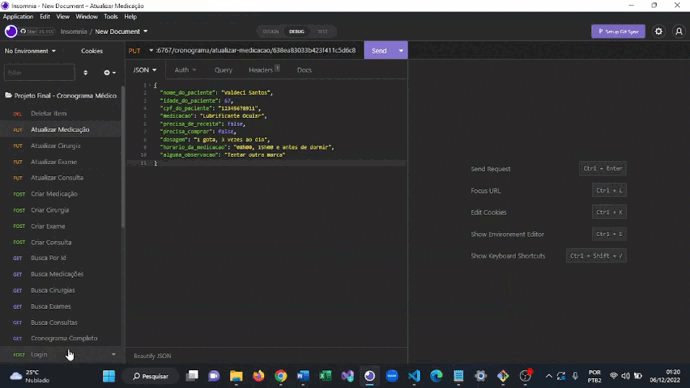 Insomnia - New Document - Atualizar Medicação
Application File Edit View Window Tools Help
Insomnia / New Document
DESIGN DEBUG TEST
Setup Git Sync
No Environment Cookies
Filter
Projeto Final - Cronograma Médico
DEL Deletar Item
PUT Atualizar Medicação
PUT Atualizar Cirurgia
PUT Atualizar Exame
PUT Atualizar Consulta
POST Criar Medicação
POST Criar Cirurgia
POST Criar Exame
POST Criar Consulta
GET Busca Por Id
GET Busca Medicações
GET Busca Cirurgias
GET Busca Exames
GET Busca Consultas
GET Cronograma Completo
POST Login
PUT :6767/cronograma/atualizar-medicacao/638ea83033b423f411c5d6c8 Send
JSON Auth Query Headers 1 Docs
1 {
2 "nome_do_paciente": "Valdeci Santos",
3 "idade_do_paciente": 67,
4 "cpf_do_paciente": "12345678911",
5 "medicacao": "Lubrificante Ocular",
6 "precisa_de_receita": false,
7 "precisa_comprar": false,
8 "dosagem": "1 gota, 3 vezes ao dia",
9 "horario_da_medicacao": "08h00, 15h00 e antes de dormir",
10 "alguma_observacao": "Tentar outra marca"
11 }
Beautify JSON
Send Request Ctrl + Enter
Focus URL Ctrl + L
Edit Cookies Ctrl + K
Show Environment Editor Ctrl + E
Show Keyboard Shortcuts Ctrl + Shift + /
25°C
Nublado
Pesquisar
POR
PTB2
01:20
06/12/2022